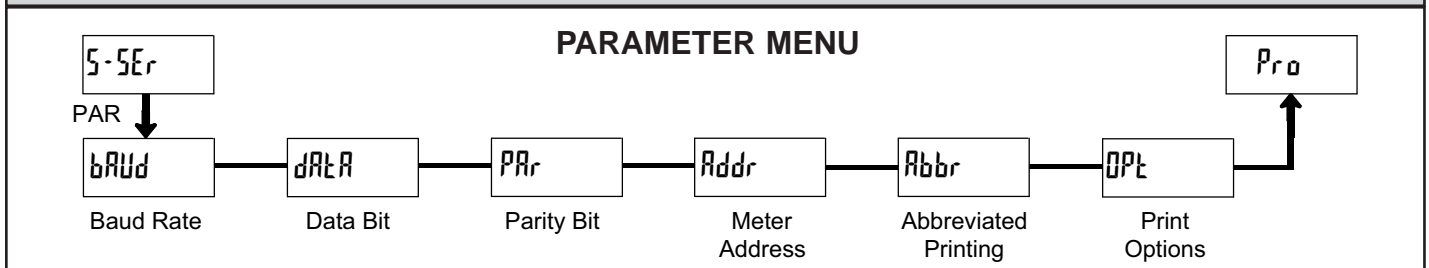 PARAMETER MENU
5-SEr
Pro
PAR
bAUd
dAtA
PAr
Addr
Abbr
OPt
Baud Rate
Data Bit
Parity Bit
Meter
Address
Abbreviated
Printing
Print
Options